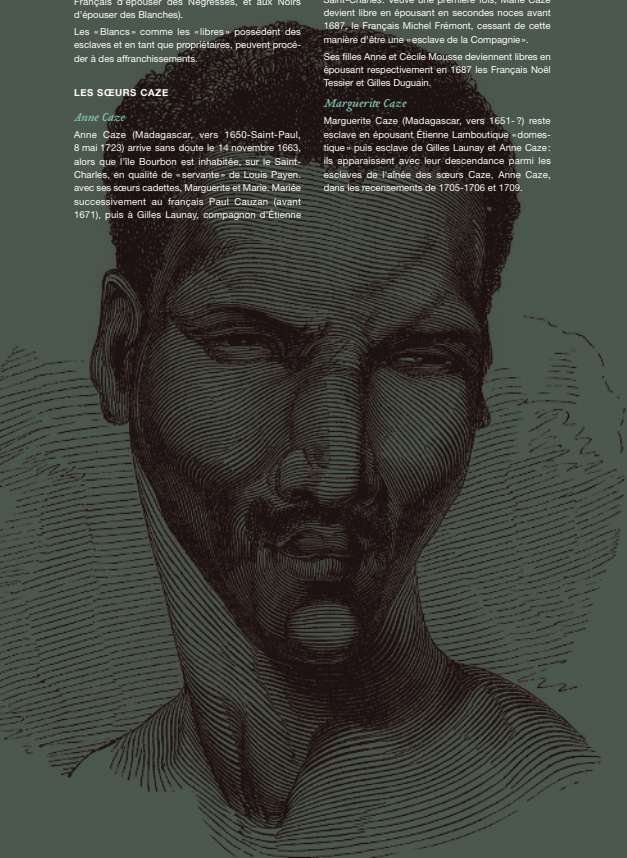 Français d'épouser des Négresses, et aux Noirs
d'épouser des Blanches).
Les «Blancs» comme les «libres» possèdent des
esclaves et en tant que propriétaires, peuvent procé-
der à des affranchissements.
LES SŒURS CAZE
Anne Caze
Anne Caze (Madagascar, vers 1650-Saint-Paul,
8 mai 1723) arrive sans doute le 14 novembre 1663,
alors que l'île Bourbon est inhabitée, sur le Saint-
Charles, en qualité de «servante» de Louis Payen.
avec ses sœurs cadettes, Marguerite et Marie. Mariée
successivement au français Paul Cauzan (avant
1671), puis à Gilles Launay, compagnon d'Étienne
Saint-Charles. Veuve une première fois, Marie Caze
devient libre en épousant en secondes noces avant
1687, le Français Michel Frémont, cessant de cette
manière d'être une «esclave de la Compagnie».
Ses filles Anne et Cécile Mousse deviennent libres en
épousant respectivement en 1687 les Français Noël
Tessier et Gilles Duguain.
Marguerite Caze
Marguerite Caze (Madagascar, vers 1651-?) reste
esclave en épousant Étienne Lamboutique «domes-
tique» puis esclave de Gilles Launay et Anne Caze:
ils apparaissent avec leur descendance parmi les
esclaves de l'aînée des sœurs Caze, Anne Caze,
dans les recensements de 1705-1706 et 1709.